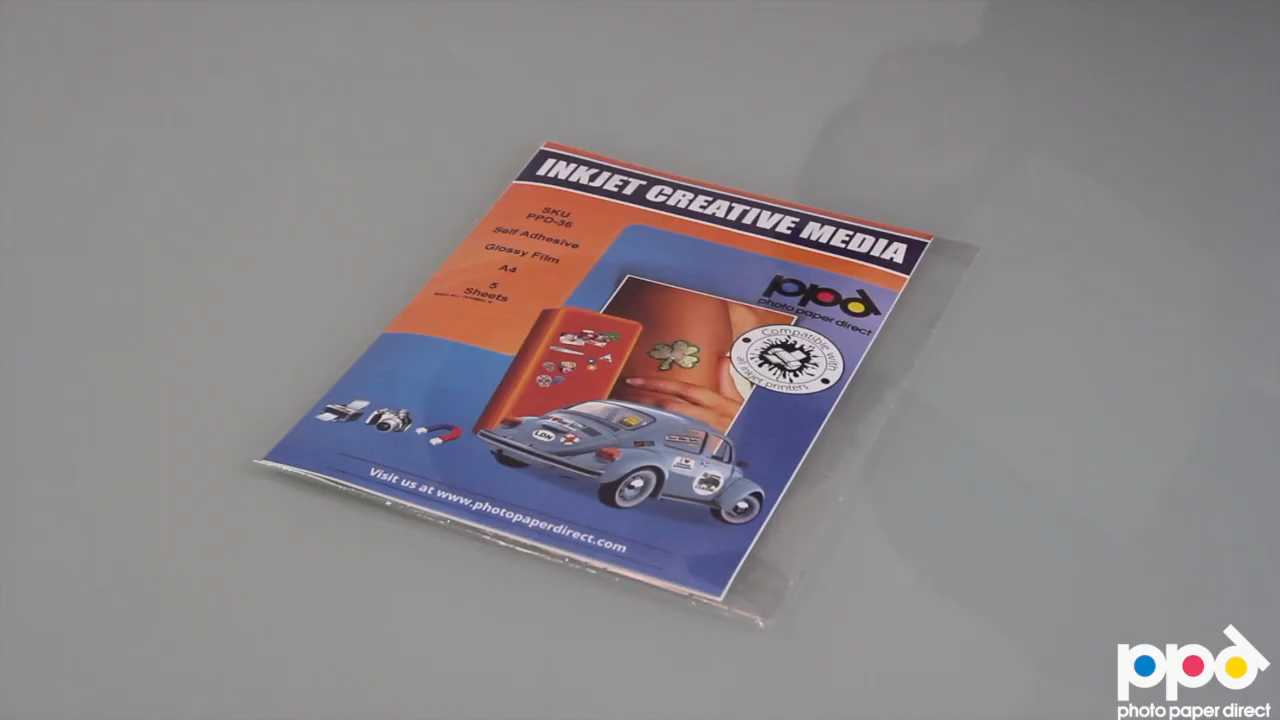 INKJET CREATIVE MEDIA
SKU
PPD-36
Self Adhesive
Glossy Film
A4
5
Sheets
ppd
photo paper direct
Compatible with
all inkjet printers
LDN
Visit us at www.photopaperdirect.com
ppd
photo paper direct